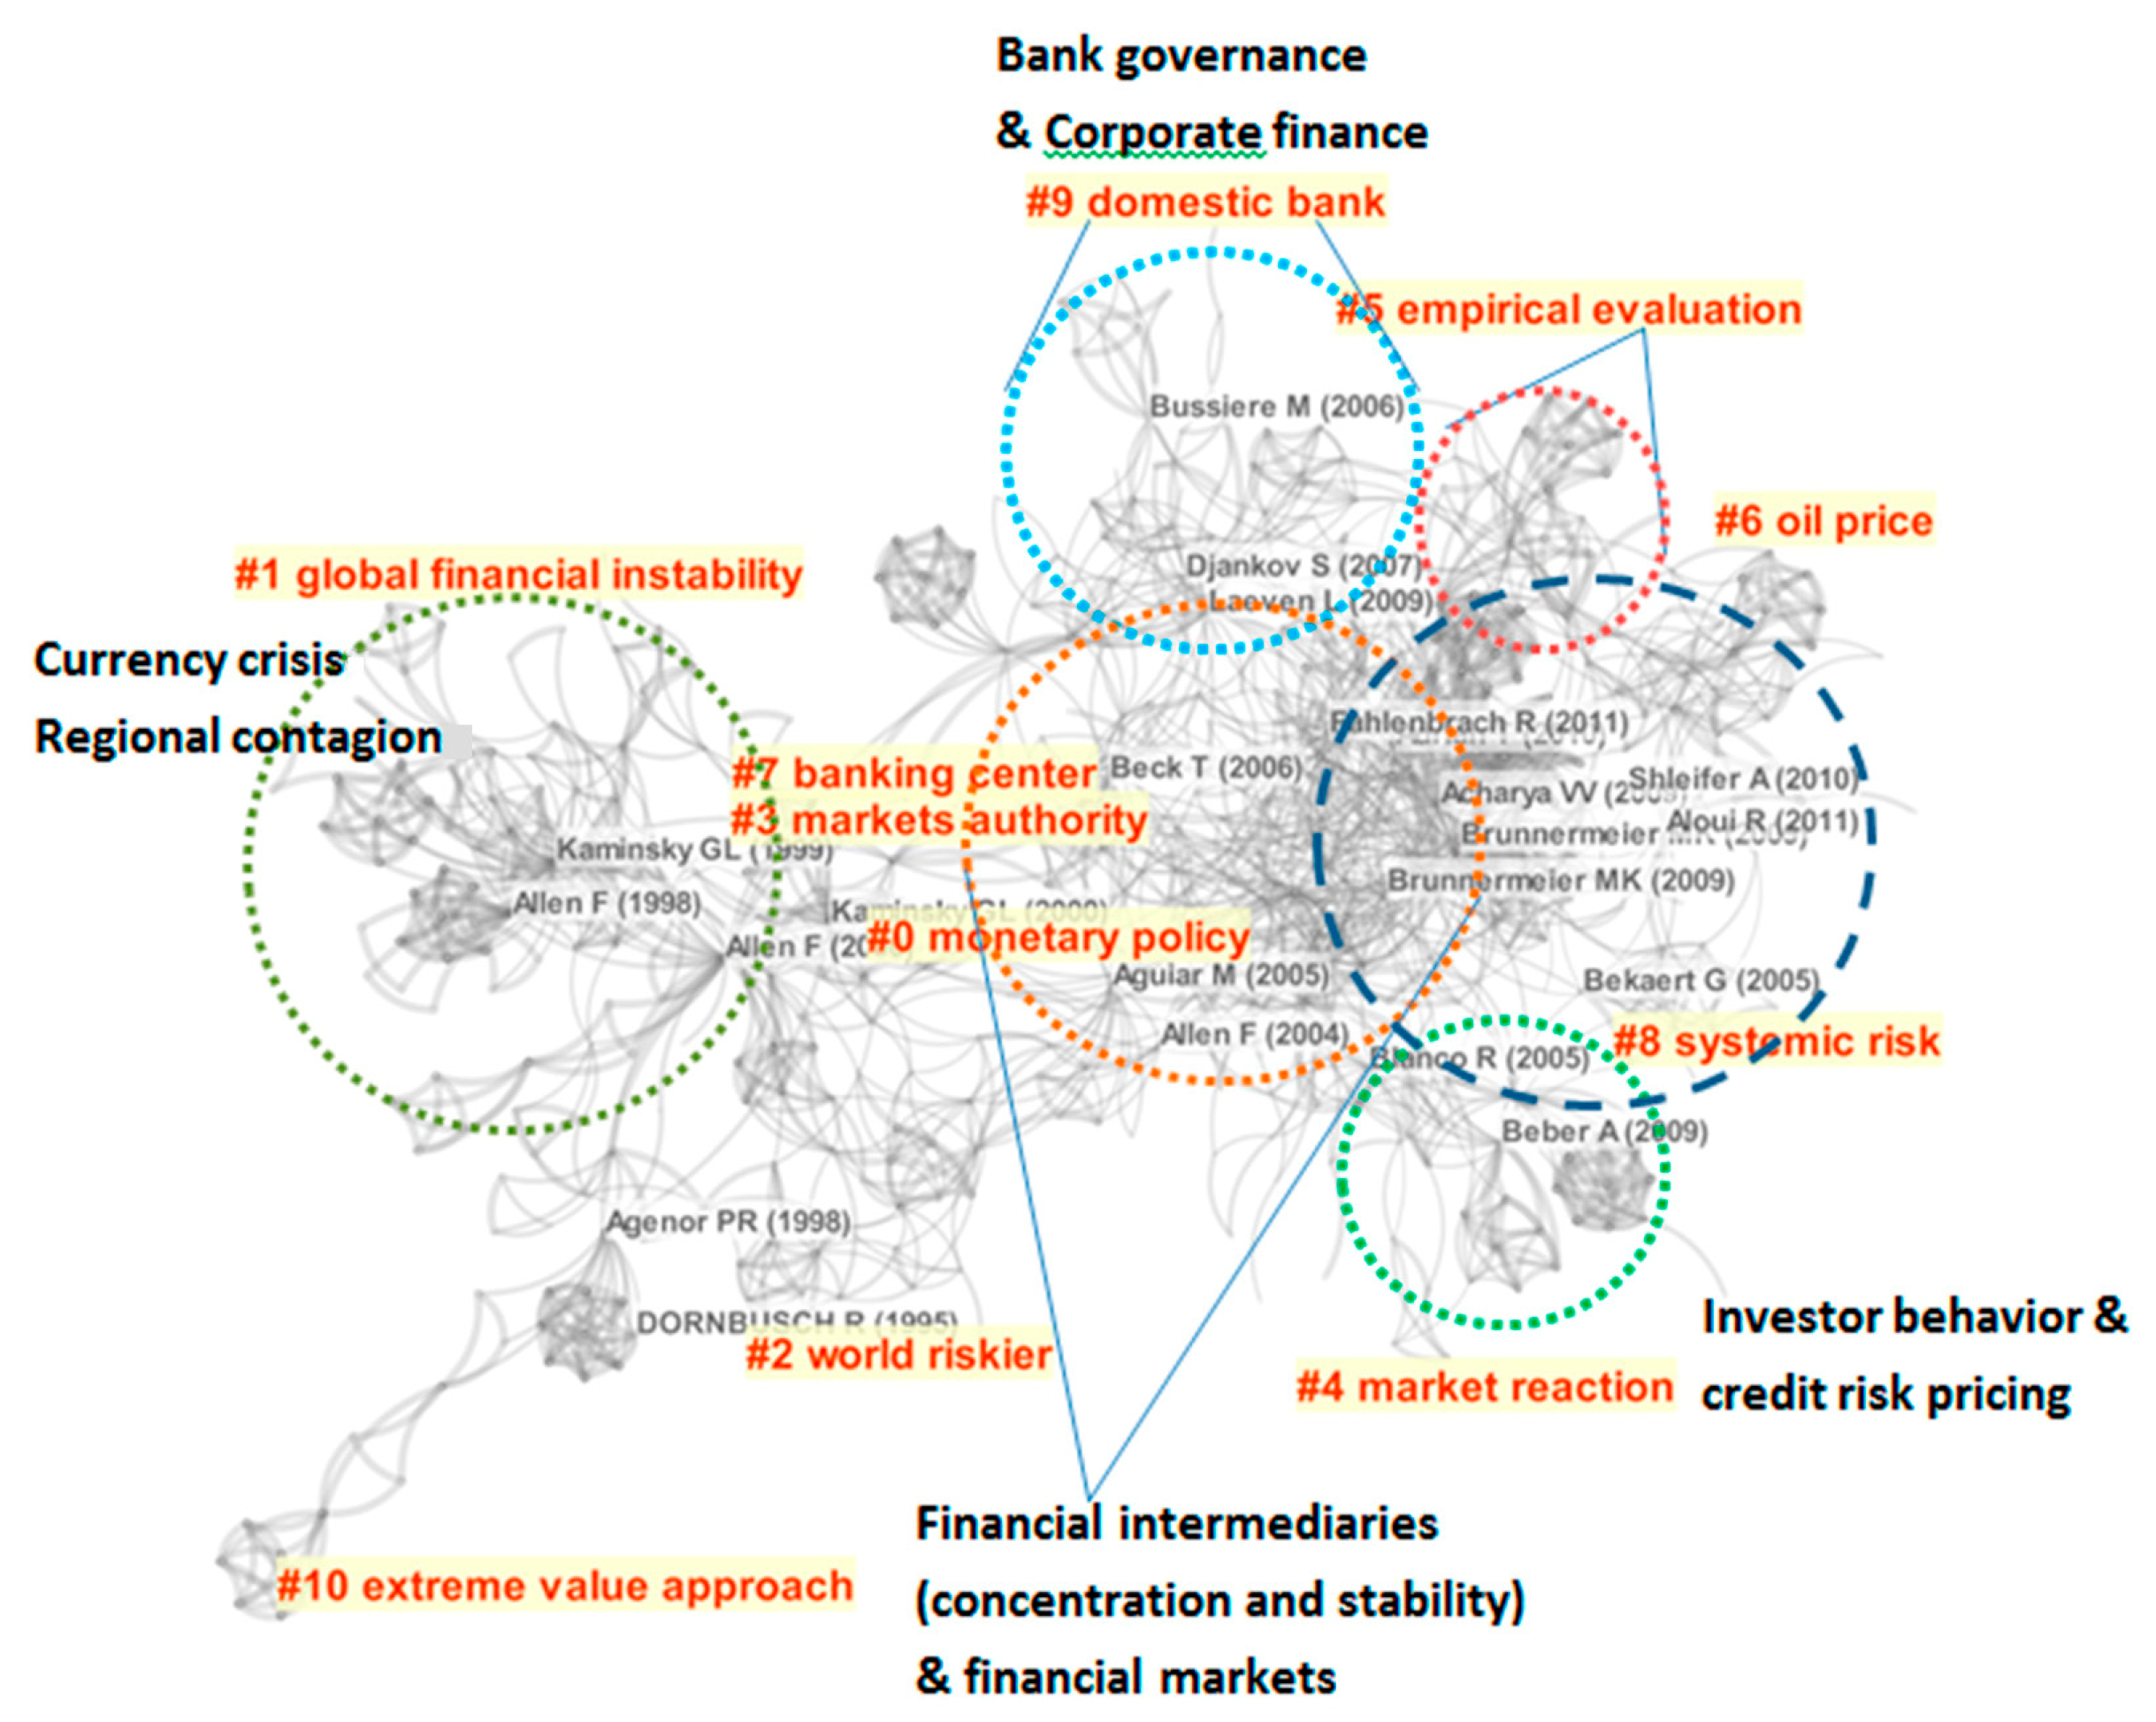 Bank governance
& Corporate finance
#9 domestic bank
#5 empirical evaluation
Bussiere M (2006)
#6 oil price
Djankov S (2007)
#1 global financial instability
Laeven L (2009)
Currency crisis
Fahlenbrach R (2011)
Regional contagion
#7 banking center
Beck T (2006)
Shleifer A (2010)
Acharya VV
#3 markets authority
Aloui R (2011)
Brunnermeier MK (2009)
Kaminsky GL (1999)
Brunnermeier MK (2009)
Allen F (1998)
Kaminsky GL (2000)
#0 monetary policy
Allen F
Aguiar M (2005)
Bekaert G (2005)
Allen F (2004)
#8 systemic risk
Blanco R (2005)
Beber A (2009)
Agenor PR (1998)
DORNBUSCH R (1995)
#2 world riskier
Investor behavior &
#4 market reaction
credit risk pricing
Financial intermediaries
#10 extreme value approach
(concentration and stability)
& financial markets